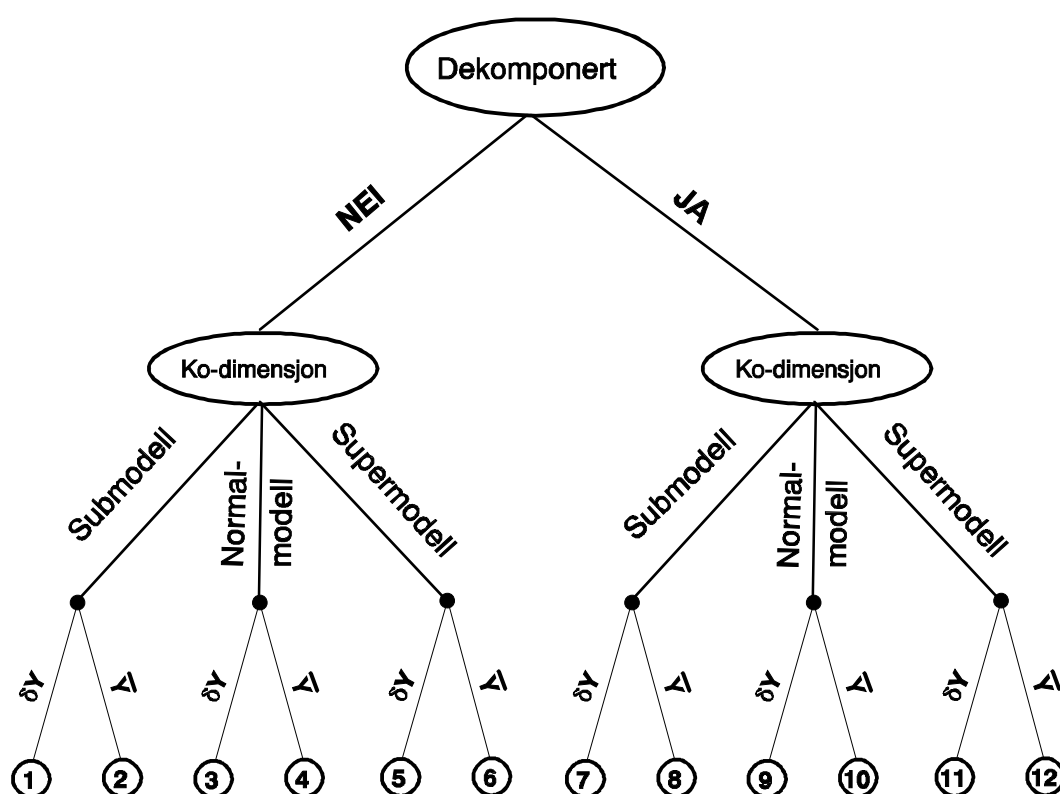 Dekomponert
NEI
JA
Ko-dimensjon
Ko-dimensjon
Submodell
Normal-
modell
Supermodell
Submodell
Normal-
modell
Supermodell
δY
Y̅
δY
Y̅
δY
Y̅
δY
Y̅
δY
Y̅
δY
Y̅
1
2
3
4
5
6
7
8
9
10
11
12